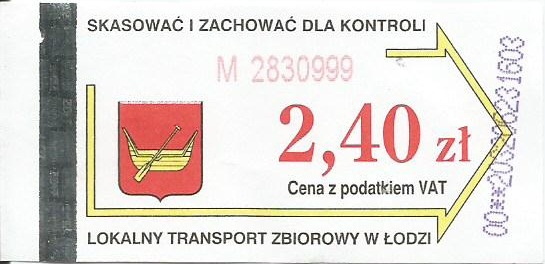 SKASOWAĆ I ZACHOWAĆ DLA KONTROLI
M 2830999
2,40 zł
Cena z podatkiem VAT
LOKALNY TRANSPORT ZBIOROWY W ŁODZI